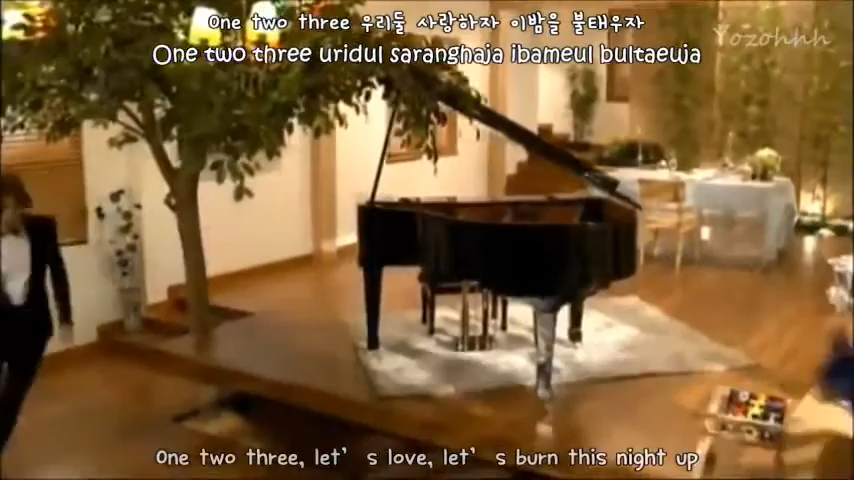 One two three 우리둘 사랑하자 이밤을 불태우자
Yozohhh
One two three uridul saranghaja ibameul bultaeuja
One two three, let’ s love, let’ s burn this night up